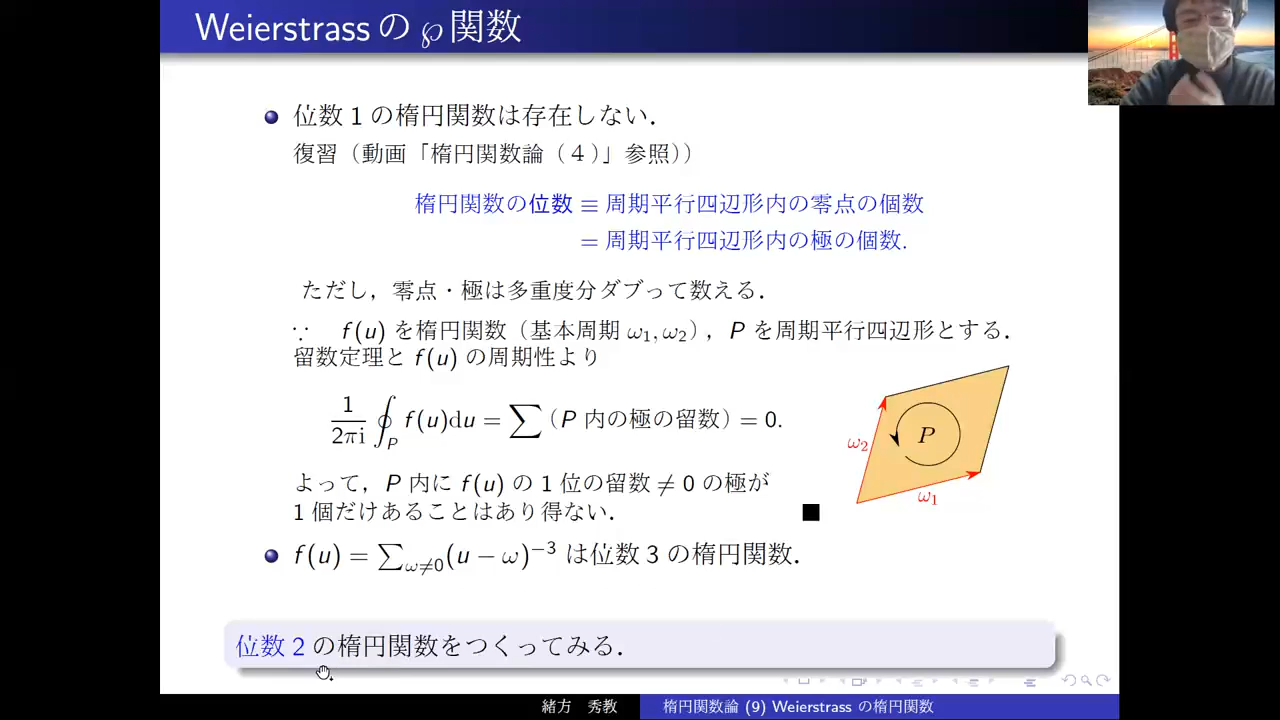 Weierstrass の ℘ 関数
位数 1 の楕円関数は存在しない．
復習（動画「楕円関数論（４）」参照））
楕円関数の位数 ≡ 周期平行四辺形内の零点の個数
= 周期平行四辺形内の極の個数.
ただし，零点・極は多重度分ダブって数える．
∵ f(u) を楕円関数（基本周期 ω₁, ω₂），P を周期平行四辺形とする．
留数定理と f(u) の周期性より
1/2πi ∮_P f(u)du = ∑（P 内の極の留数）= 0.
よって，P 内に f(u) の 1 位の留数 ≠ 0 の極が
1 個だけあることはあり得ない．
ω₂
P
ω₁
f(u) = ∑_{ω≠0}(u − ω)⁻³ は位数 3 の楕円関数．
位数 2 の楕円関数をつくってみる．
緒方 秀教
楕円関数論 (9) Weierstrass の楕円関数